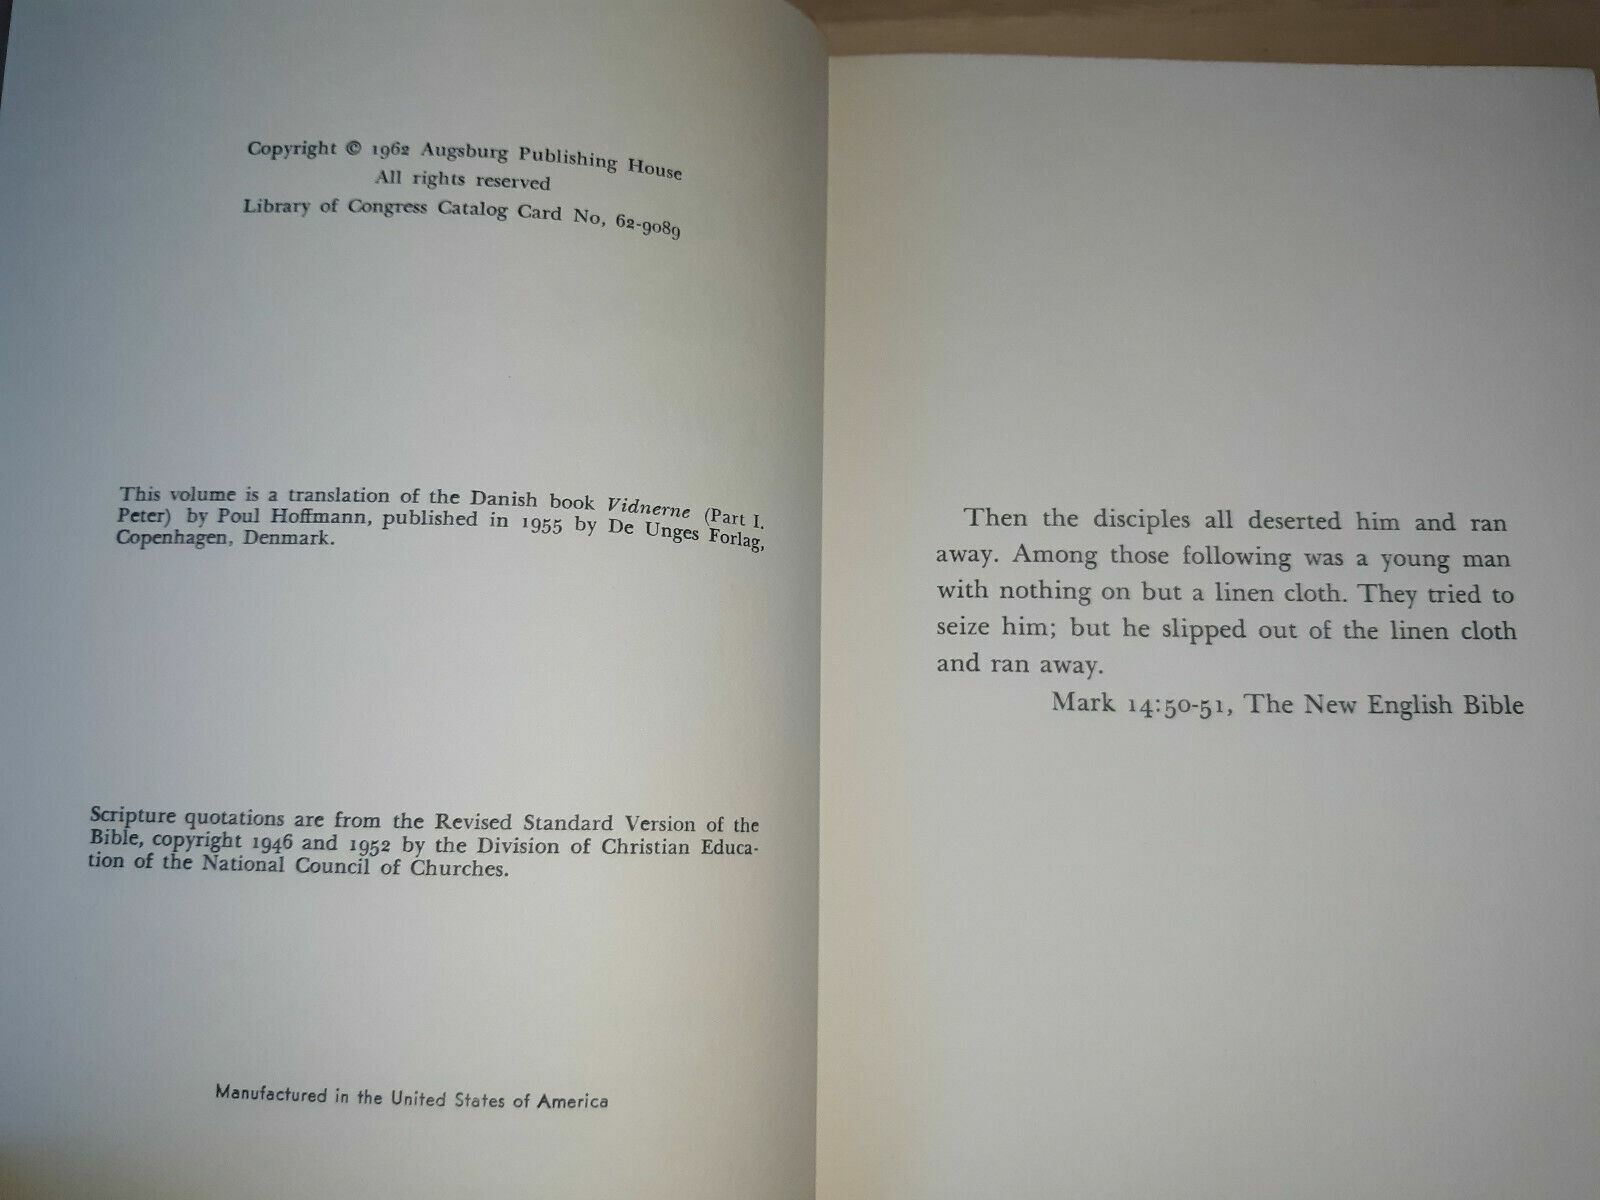 Copyright © 1962 Augsburg Publishing House
All rights reserved
Library of Congress Catalog Card No, 62-9089
This volume is a translation of the Danish book Vidnerne (Part I.
Peter) by Poul Hoffmann, published in 1955 by De Unges Forlag,
Copenhagen, Denmark.
Scripture quotations are from the Revised Standard Version of the
Bible, copyright 1946 and 1952 by the Division of Christian Educa-
tion of the National Council of Churches.
Manufactured in the United States of America
Then the disciples all deserted him and ran
away. Among those following was a young man
with nothing on but a linen cloth. They tried to
seize him; but he slipped out of the linen cloth
and ran away.
Mark 14:50-51, The New English Bible